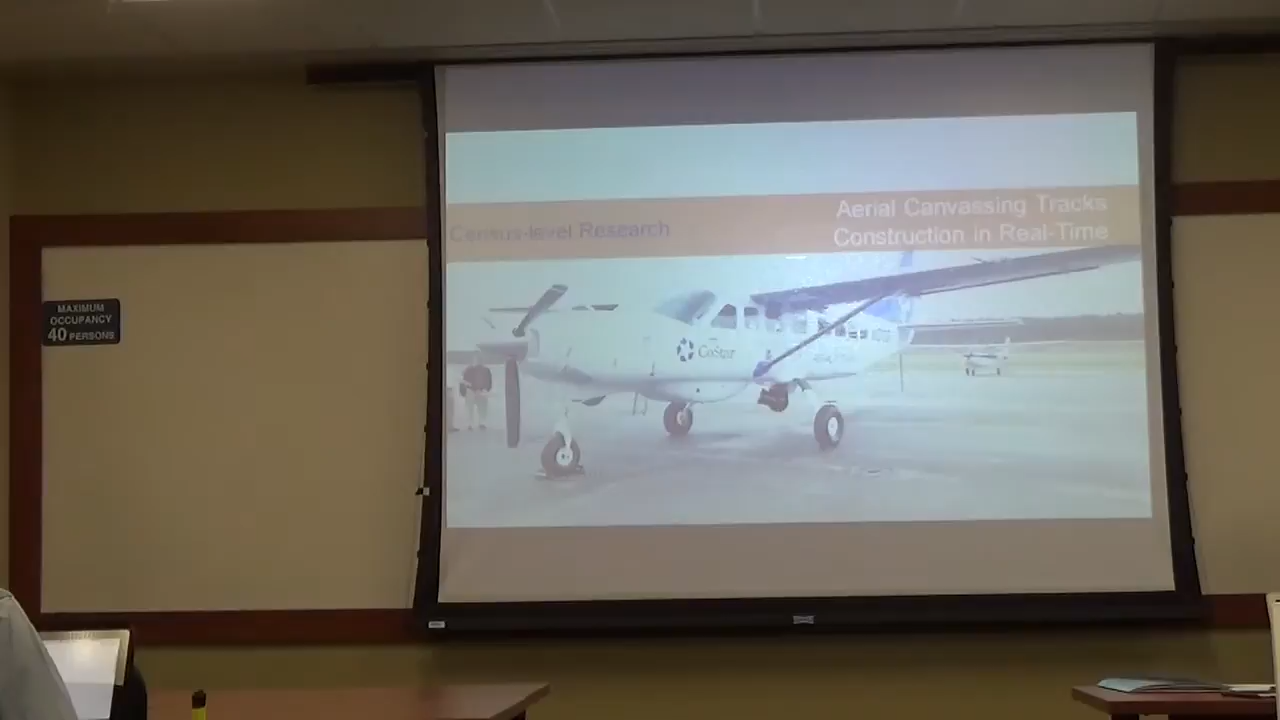 MAXIMUM
OCCUPANCY
40 PERSONS
Census-level Research
Aerial Canvassing Tracks
Construction in Real-Time
CoStar